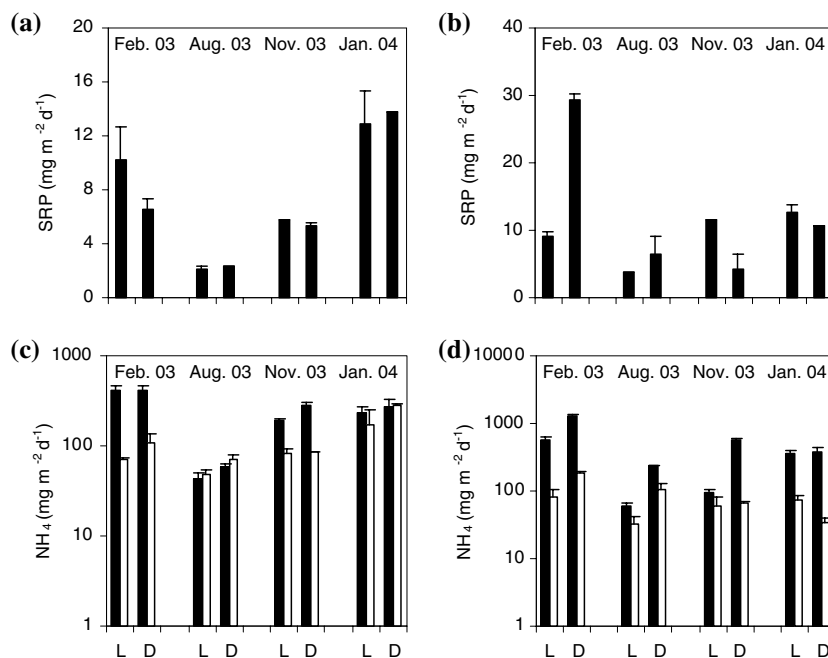 (a)
20
16
12
8
4
0
SRP (mg m⁻² d⁻¹)
Feb. 03 Aug. 03 Nov. 03 Jan. 04
(b)
40
30
20
10
0
SRP (mg m⁻² d⁻¹)
Feb. 03 Aug. 03 Nov. 03 Jan. 04
(c)
1000
100
10
1
NH₄ (mg m⁻² d⁻¹)
Feb. 03 Aug. 03 Nov. 03 Jan. 04
L D L D L D L D
(d)
10000
1000
100
10
1
NH₄ (mg m⁻² d⁻¹)
Feb. 03 Aug. 03 Nov. 03 Jan. 04
L D L D L D L D